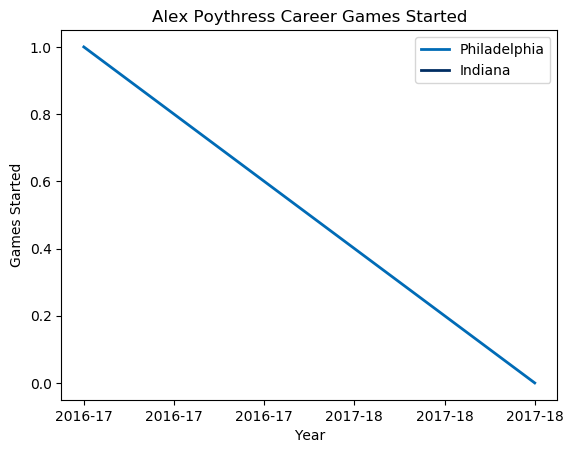 Alex Poythress Career Games Started
Philadelphia
Indiana
1.0
0.8
0.6
0.4
0.2
0.0
Games Started
2016-17 2016-17 2016-17 2017-18 2017-18 2017-18
Year